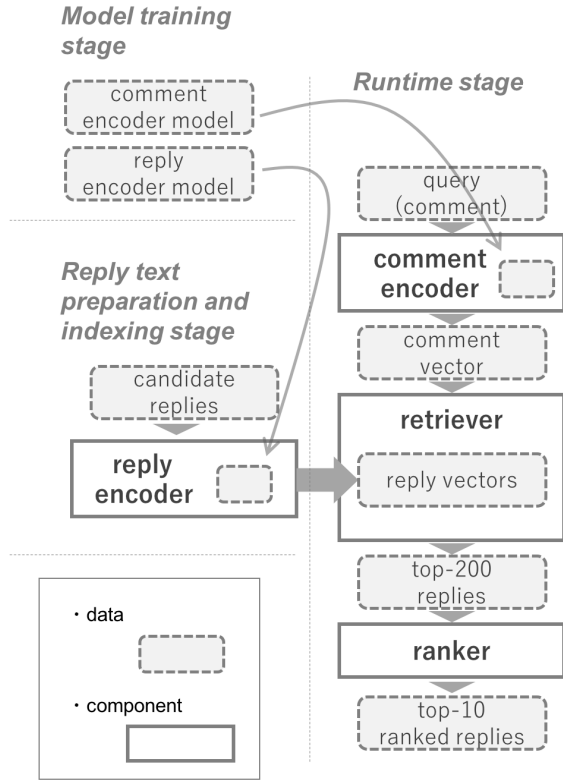 Model training
stage
comment
encoder model
reply
encoder model
Reply text
preparation and
indexing stage
candidate
replies
reply
encoder
・data
・component
Runtime stage
query
(comment)
comment
encoder
comment
vector
retriever
reply vectors
top-200
replies
ranker
top-10
ranked replies